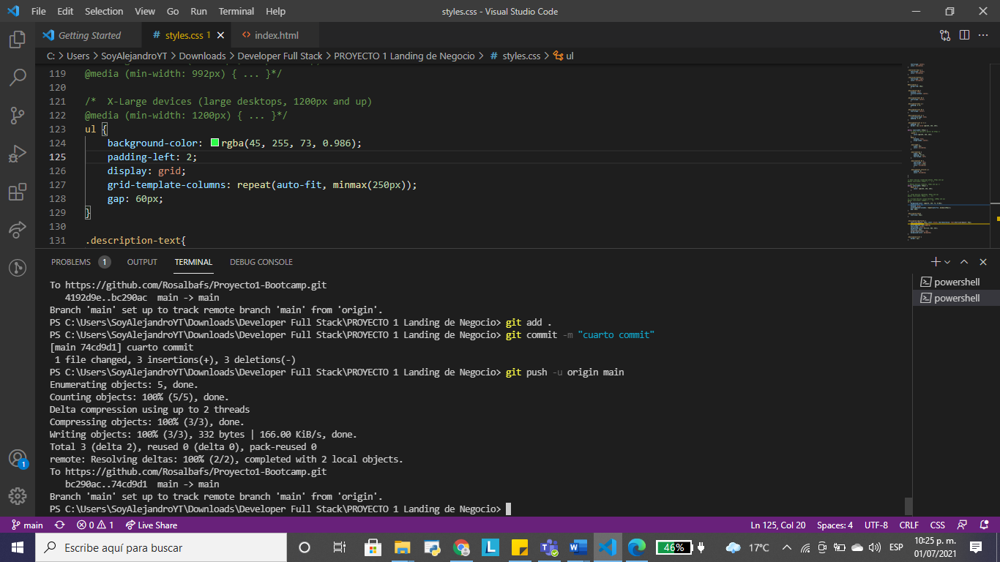 File Edit Selection View Go Run Terminal Help
styles.css - Visual Studio Code
Getting Started
# styles.css 1
<> index.html
C: > Users > SoyAlejandroYT > Downloads > Developer Full Stack > PROYECTO 1 Landing de Negocio > # styles.css > ul
119 @media (min-width: 992px) { ... }*/
120
121 /*  X-Large devices (large desktops, 1200px and up)
122 @media (min-width: 1200px) { ... }*/
123 ul {
124     background-color: rgba(45, 255, 73, 0.986);
125     padding-left: 2;
126     display: grid;
127     grid-template-columns: repeat(auto-fit, minmax(250px));
128     gap: 60px;
129 }
130
131 .description-text{
PROBLEMS 1 OUTPUT TERMINAL DEBUG CONSOLE
powershell
powershell
To https://github.com/Rosalbafs/Proyecto1-Bootcamp.git
   4192d9e..bc290ac  main -> main
Branch 'main' set up to track remote branch 'main' from 'origin'.
PS C:\Users\SoyAlejandroYT\Downloads\Developer Full Stack\PROYECTO 1 Landing de Negocio> git add .
PS C:\Users\SoyAlejandroYT\Downloads\Developer Full Stack\PROYECTO 1 Landing de Negocio> git commit -m "cuarto commit"
[main 74cd9d1] cuarto commit
 1 file changed, 3 insertions(+), 3 deletions(-)
PS C:\Users\SoyAlejandroYT\Downloads\Developer Full Stack\PROYECTO 1 Landing de Negocio> git push -u origin main
Enumerating objects: 5, done.
Counting objects: 100% (5/5), done.
Delta compression using up to 2 threads
Compressing objects: 100% (3/3), done.
Writing objects: 100% (3/3), 332 bytes | 166.00 KiB/s, done.
Total 3 (delta 2), reused 0 (delta 0), pack-reused 0
remote: Resolving deltas: 100% (2/2), completed with 2 local objects.
To https://github.com/Rosalbafs/Proyecto1-Bootcamp.git
   bc290ac..74cd9d1  main -> main
Branch 'main' set up to track remote branch 'main' from 'origin'.
PS C:\Users\SoyAlejandroYT\Downloads\Developer Full Stack\PROYECTO 1 Landing de Negocio>
1
main 0 1 Live Share
Ln 125, Col 20 Spaces: 4 UTF-8 CRLF CSS
Escribe aquí para buscar
46%
17°C
ESP
10:25 p. m.
01/07/2021